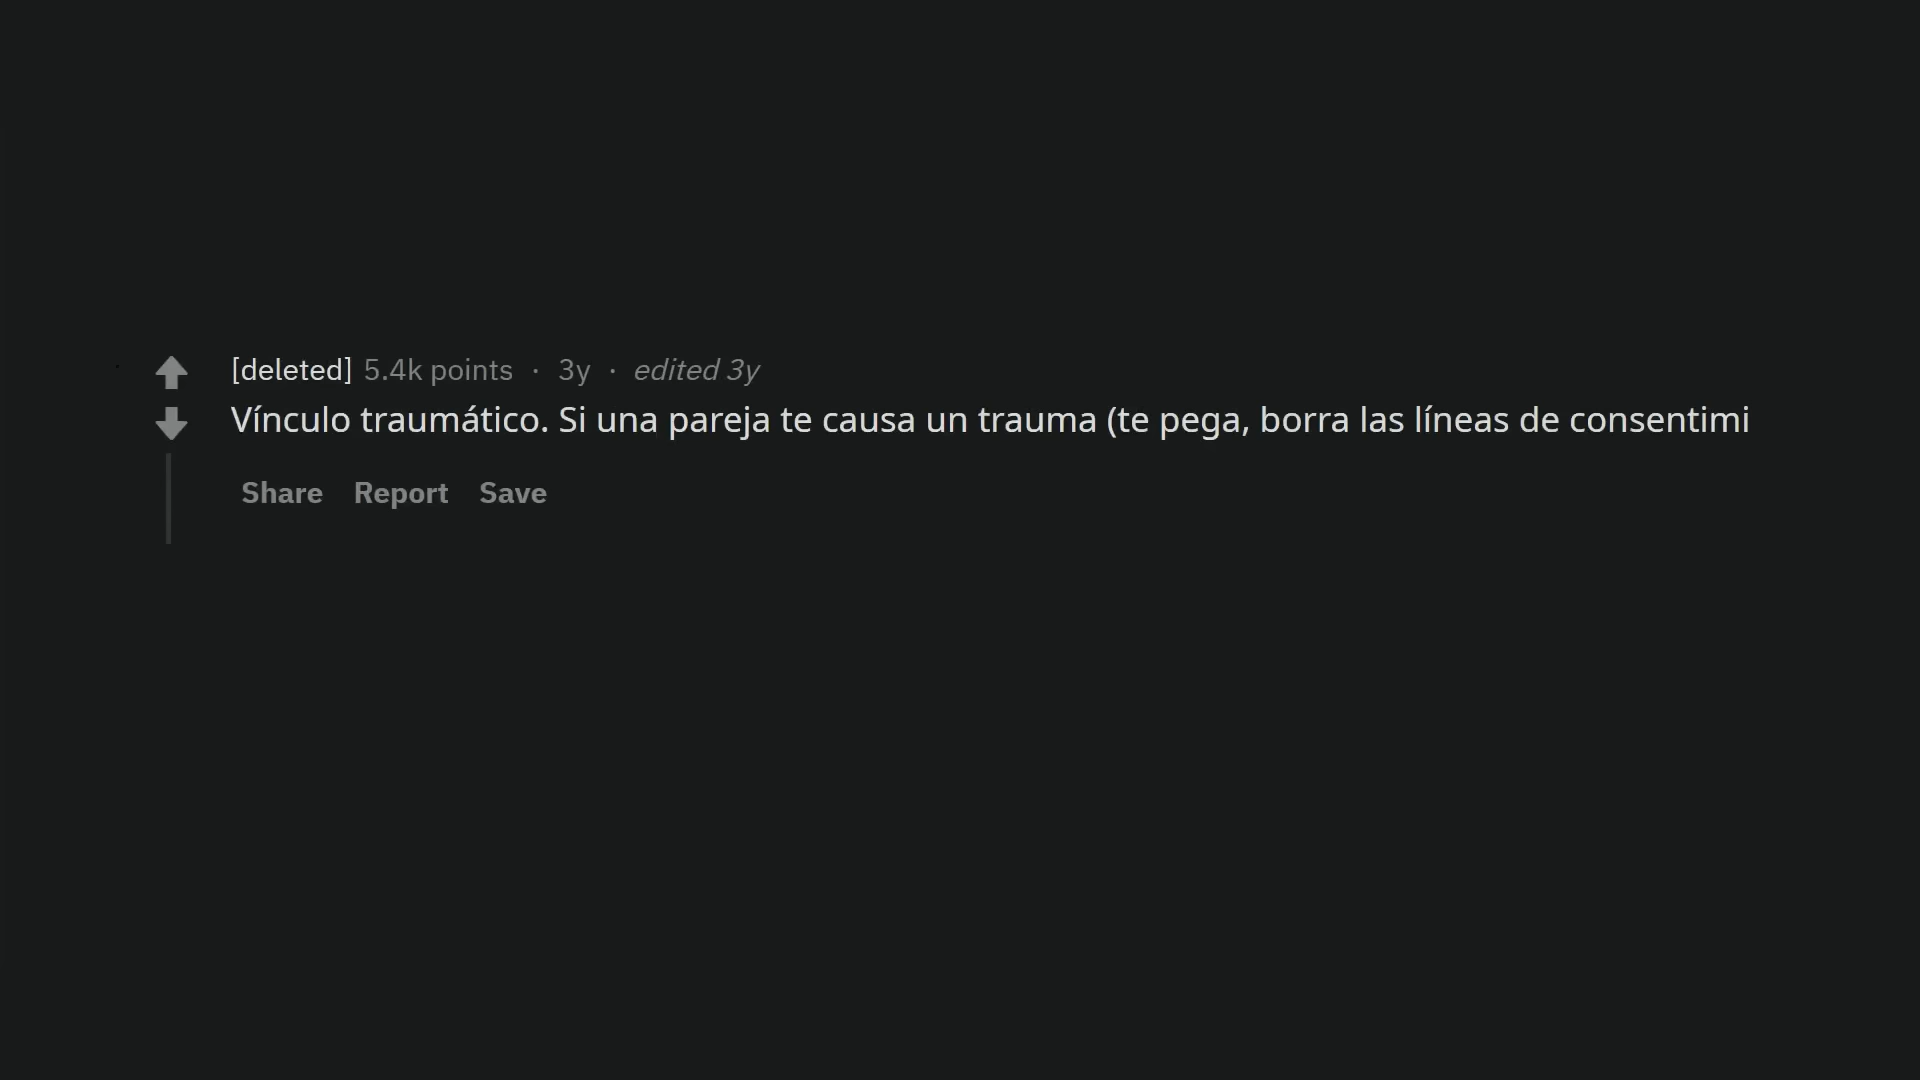 [deleted] 5.4k points · 3y · edited 3y
Vínculo traumático. Si una pareja te causa un trauma (te pega, borra las líneas de consentimi
Share Report Save